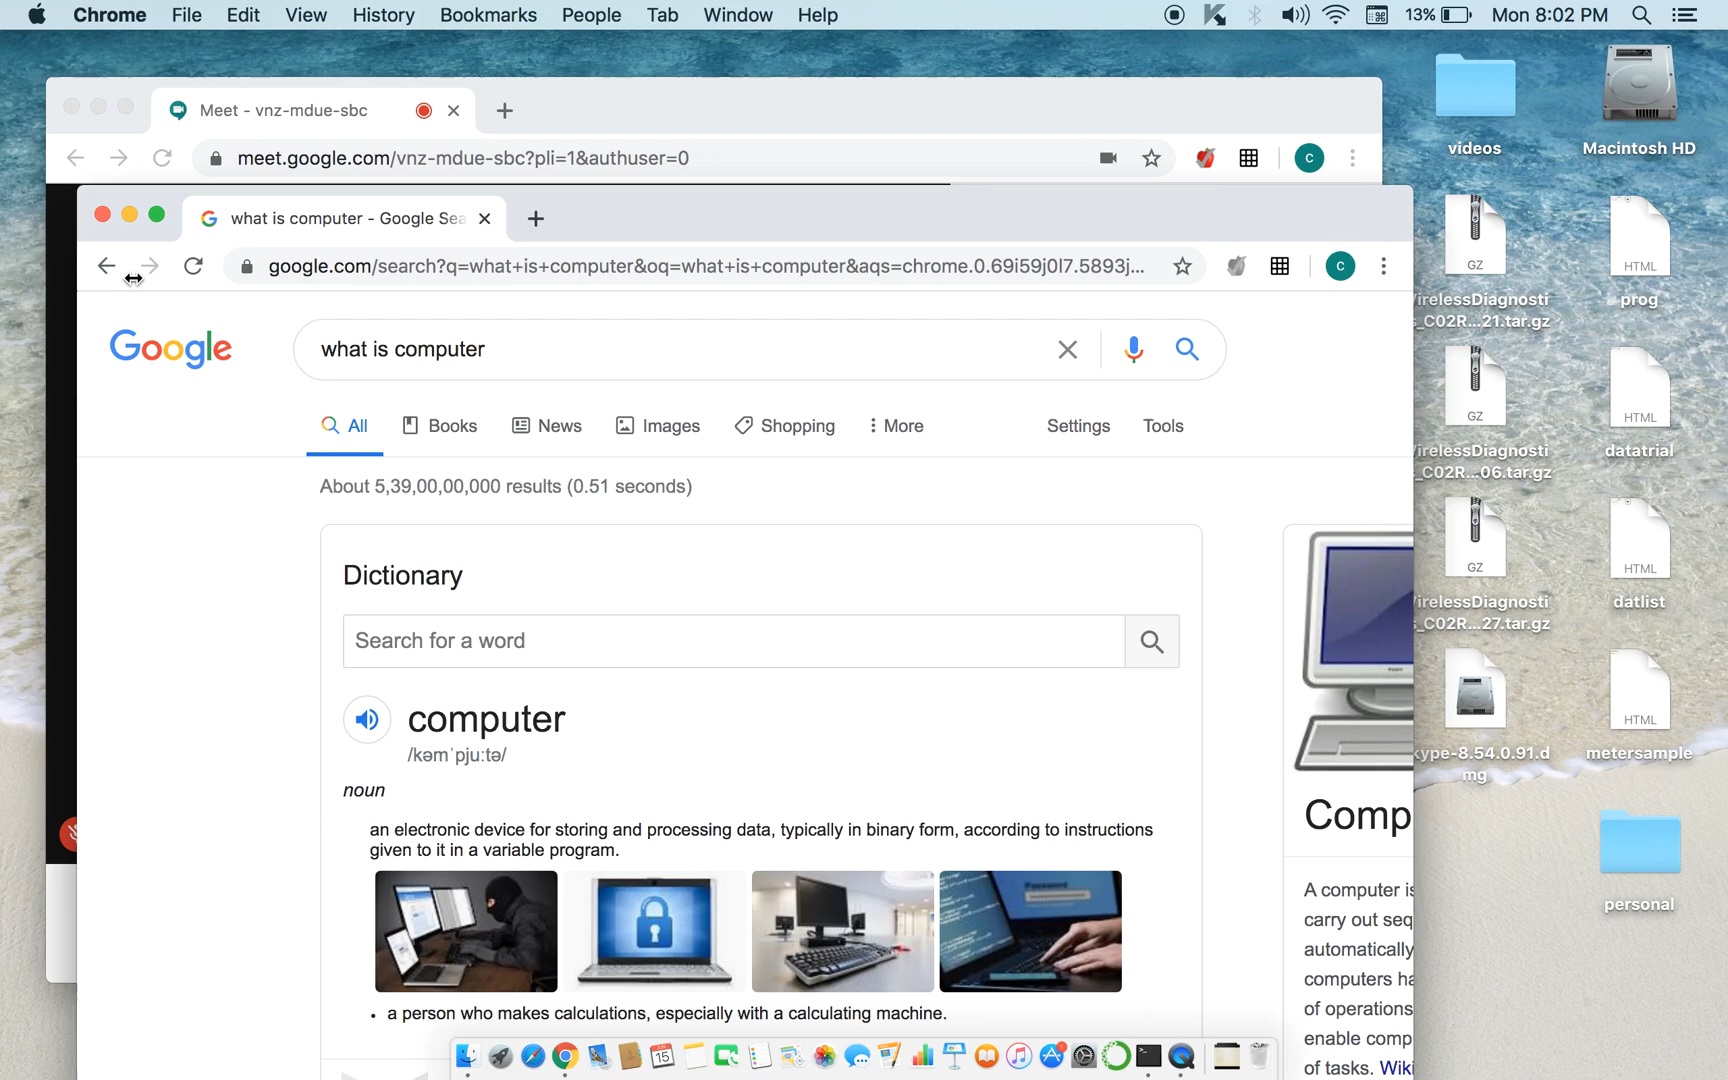 Chrome File Edit View History Bookmarks People Tab Window Help 13% Mon 8:02 PM
Meet - vnz-mdue-sbc
meet.google.com/vnz-mdue-sbc?pli=1&authuser=0
C
what is computer - Google Sea
google.com/search?q=what+is+computer&oq=what+is+computer&aqs=chrome.0.69i59j0l7.5893j...
C
Google
what is computer
All Books News Images Shopping More Settings Tools
About 5,39,00,00,000 results (0.51 seconds)
Dictionary
Search for a word
computer
/kəmˈpjuːtə/
noun
an electronic device for storing and processing data, typically in binary form, according to instructions
given to it in a variable program.
Password
• a person who makes calculations, especially with a calculating machine.
Comp
A computer is
carry out seq
automatically
computers ha
of operations
enable comp
of tasks. Wiki
videos
Macintosh HD
GZ
irelessDiagnosti
_C02R...21.tar.gz
HTML
prog
GZ
irelessDiagnosti
_C02R...06.tar.gz
HTML
datatrial
GZ
irelessDiagnosti
_C02R...27.tar.gz
HTML
datlist
kype-8.54.0.91.d
mg
HTML
metersample
personal
15